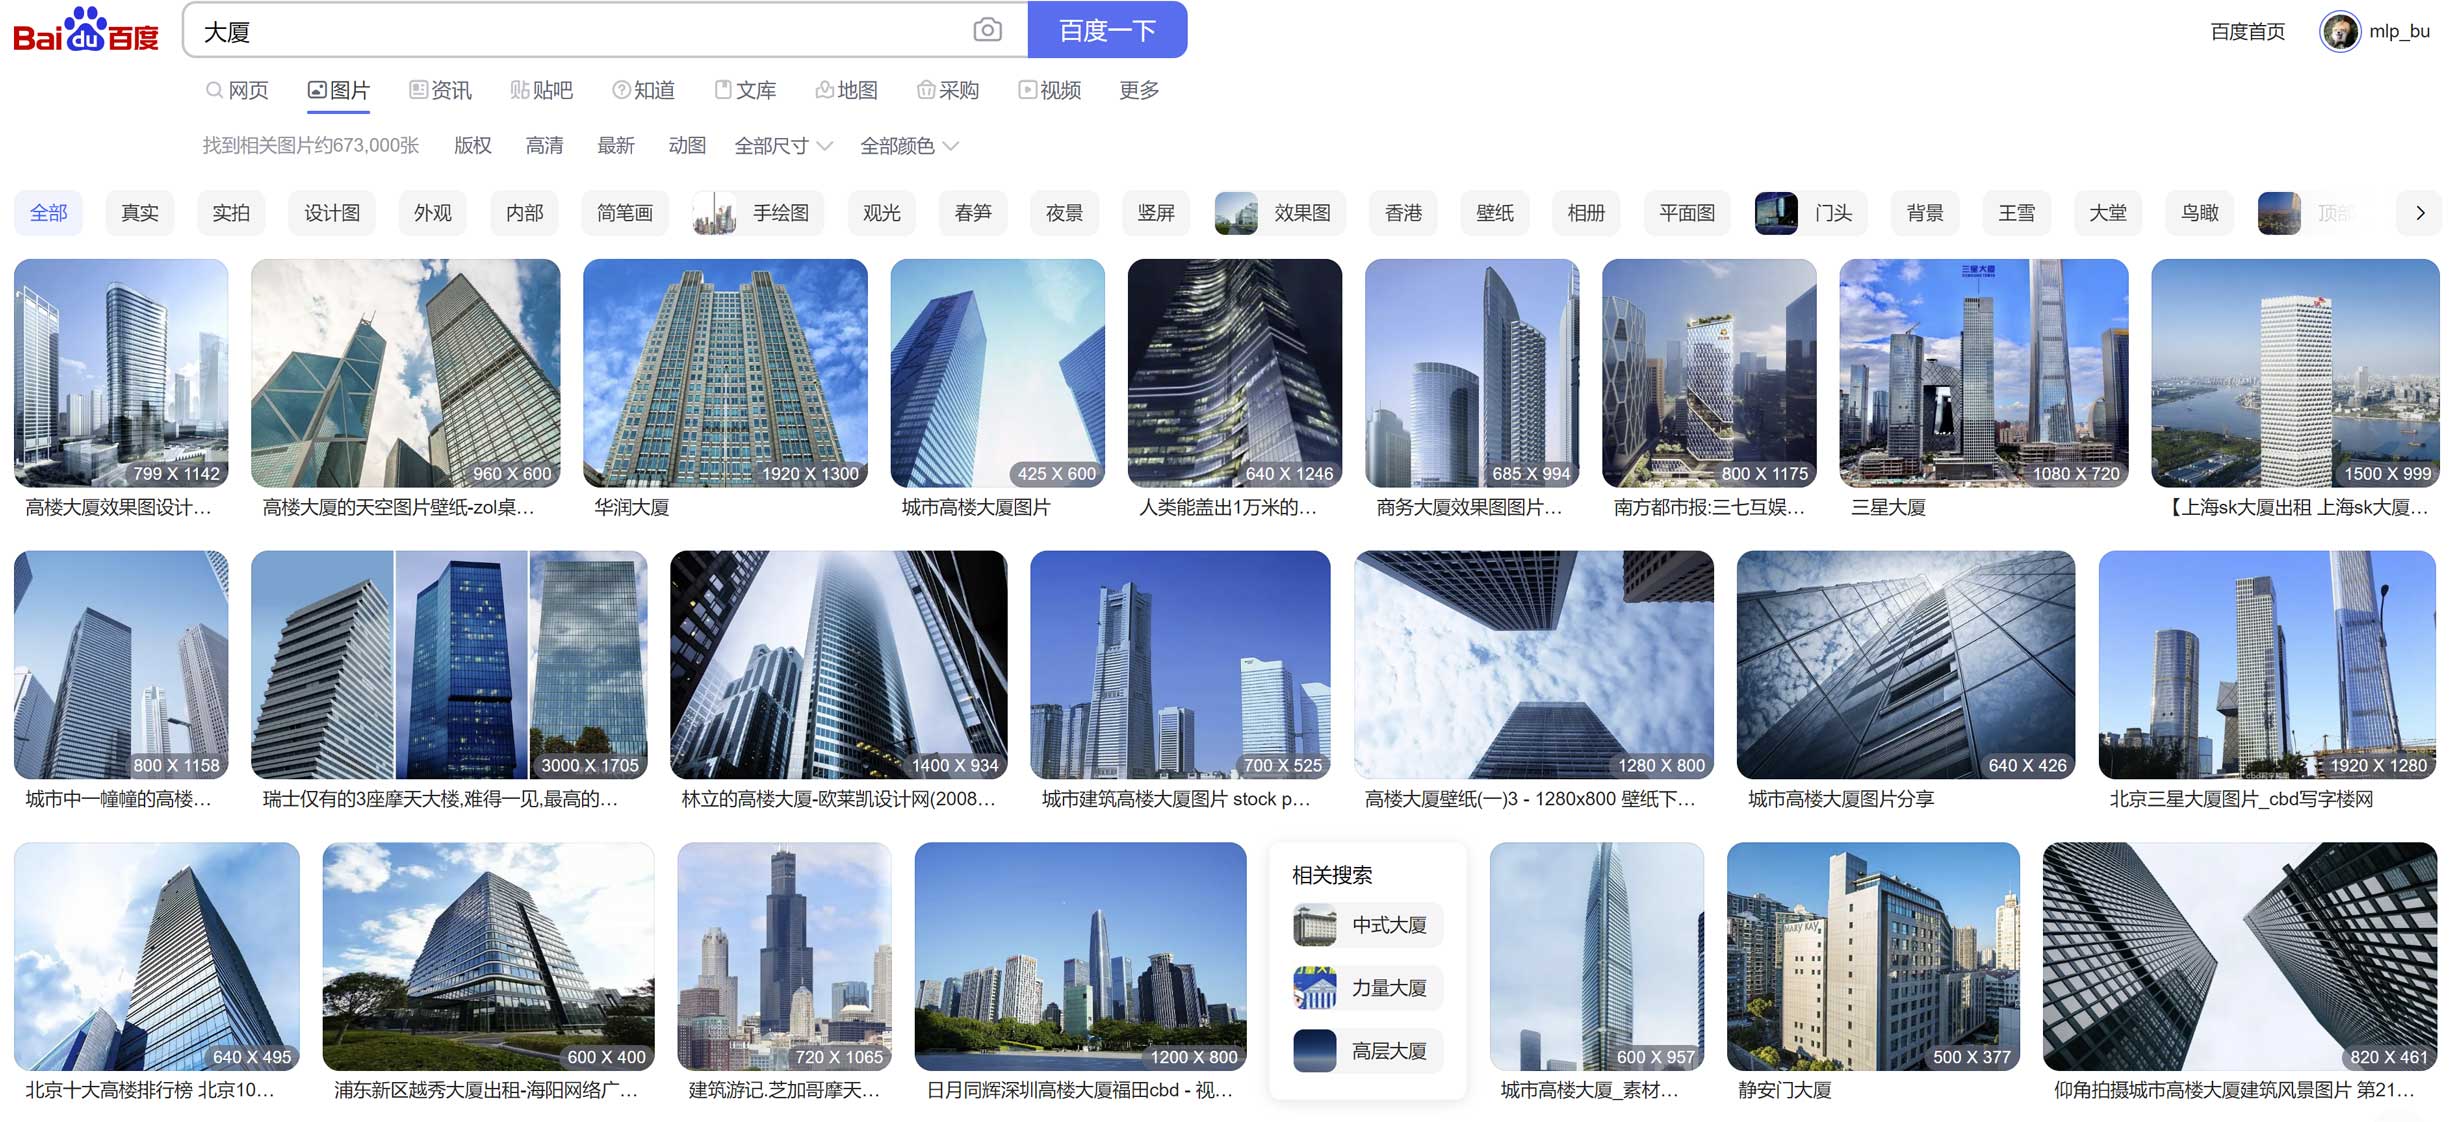 Bai du 百度
大厦
百度一下
百度首页
mlp_bu
网页
图片
资讯
贴 贴吧
知道
文库
地图
采购
视频
更多
找到相关图片约673,000张
版权
高清
最新
动图
全部尺寸
全部颜色
全部
真实
实拍
设计图
外观
内部
简笔画
手绘图
观光
春笋
夜景
竖屏
效果图
香港
壁纸
相册
平面图
门头
背景
王雪
大堂
鸟瞰
顶部
799 X 1142
960 X 600
1920 X 1300
425 X 600
640 X 1246
685 X 994
800 X 1175
三星大厦
1080 X 720
1500 X 999
高楼大厦效果图设计...
高楼大厦的天空图片壁纸-zol桌...
华润大厦
城市高楼大厦图片
人类能盖出1万米的...
商务大厦效果图图片...
南方都市报:三七互娱...
三星大厦
【上海sk大厦出租 上海sk大厦...
800 X 1158
3000 X 1705
1400 X 934
700 X 525
1280 X 800
640 X 426
1920 X 1280
城市中一幢幢的高楼...
瑞士仅有的3座摩天大楼,难得一见,最高的...
林立的高楼大厦-欧莱凯设计网(2008...
城市建筑高楼大厦图片 stock p...
高楼大厦壁纸(一)3 - 1280x800 壁纸下...
城市高楼大厦图片分享
北京三星大厦图片_cbd写字楼网
相关搜索
中式大厦
力量大厦
高层大厦
MARY KAY
640 X 495
600 X 400
720 X 1065
1200 X 800
600 X 957
500 X 377
820 X 461
北京十大高楼排行榜 北京10...
浦东新区越秀大厦出租-海阳网络广...
建筑游记.芝加哥摩天...
日月同辉深圳高楼大厦福田cbd - 视...
城市高楼大厦_素材...
静安门大厦
仰角拍摄城市高楼大厦建筑风景图片 第21...